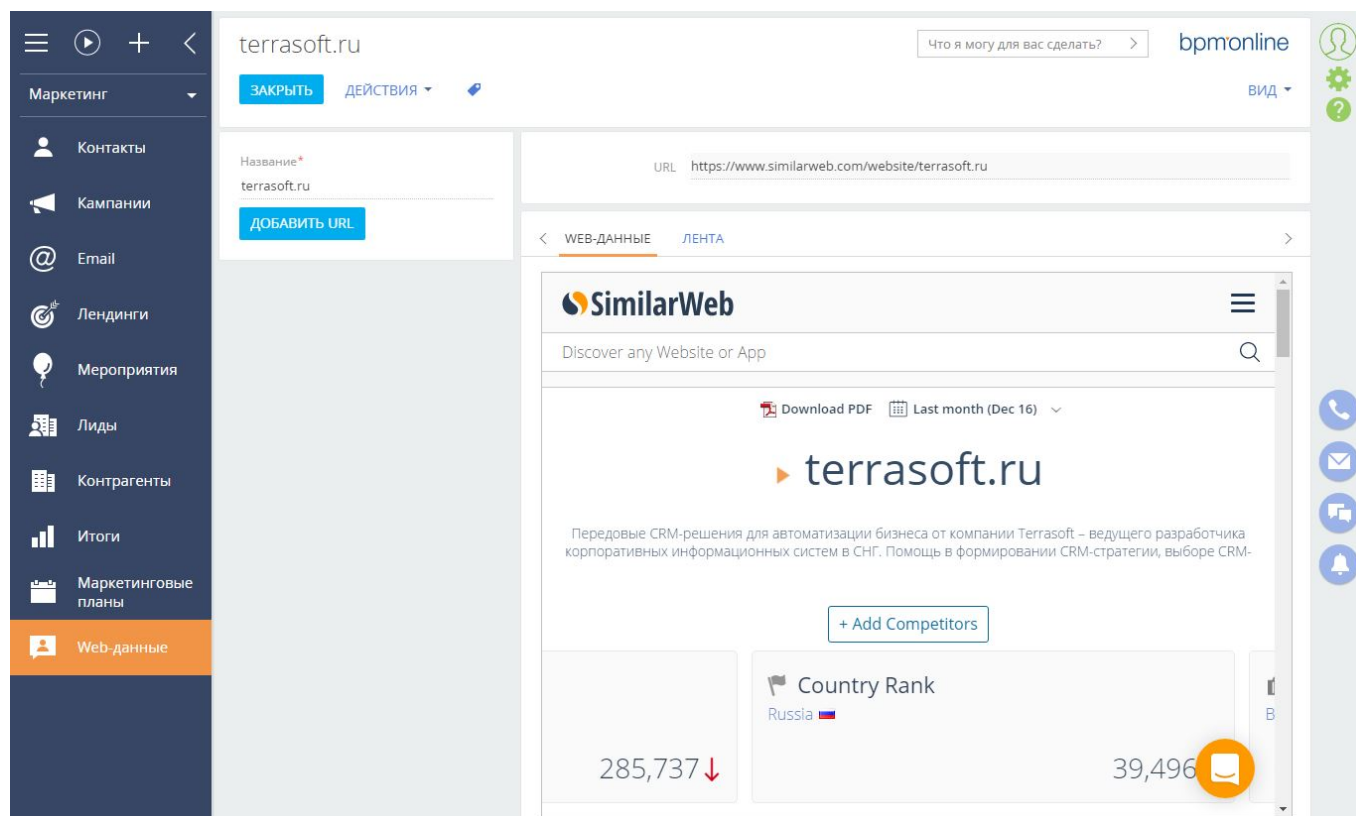 terrasoft.ru
Что я могу для вас сделать?
bpm'online
ЗАКРЫТЬ
ДЕЙСТВИЯ
ВИД
Маркетинг
Контакты
Кампании
Email
Лендинги
Мероприятия
Лиды
Контрагенты
Итоги
Маркетинговые
планы
Web-данные
Название*
terrasoft.ru
ДОБАВИТЬ URL
URL https://www.similarweb.com/website/terrasoft.ru
WEB-ДАННЫЕ ЛЕНТА
SimilarWeb
Discover any Website or App
Download PDF Last month (Dec 16)
terrasoft.ru
Передовые CRM-решения для автоматизации бизнеса от компании Terrasoft – ведущего разработчика
корпоративных информационных систем в СНГ. Помощь в формировании CRM-стратегии, выборе CRM-
+ Add Competitors
Country Rank
Russia
B
285,737
39,496